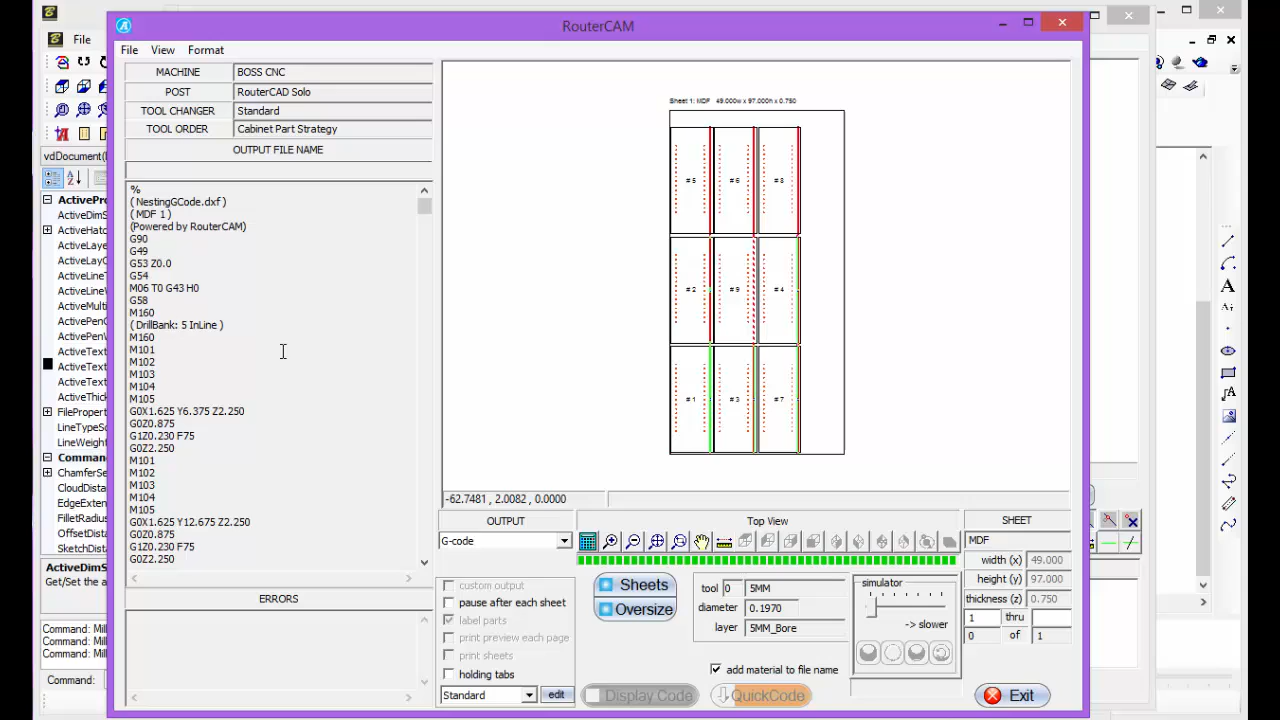 RouterCAM
File
File View Format
MACHINE BOSS CNC
POST RouterCAD Solo
TOOL CHANGER Standard
TOOL ORDER Cabinet Part Strategy
OUTPUT FILE NAME
%
( NestingGCode.dxf )
( MDF 1 )
(Powered by RouterCAM)
G90
G49
G53 Z0.0
G54
M06 T0 G43 H0
G58
M160
( DrillBank: 5 InLine )
M160
M101
M102
M103
M104
M105
G0X1.625 Y6.375 Z2.250
G0Z0.875
G1Z0.230 F75
G0Z2.250
M101
M102
M103
M104
M105
G0X1.625 Y12.675 Z2.250
G0Z0.875
G1Z0.230 F75
G0Z2.250
ERRORS
vdDocument(
ActivePro
ActiveDimS
ActiveHatc
ActiveLaye
ActiveLayo
ActiveLineT
ActiveLineW
ActiveMulti
ActivePenC
ActivePenW
ActiveText
ActiveText
ActiveText
ActiveThick
FilePropert
LineTypeSc
LineWeight
Comman
ChamferSe
CloudDista
EdgeExten
FilletRadius
OffsetDista
SketchDista
ActiveDimS
Get/Set the a
Command: Mill
Command: Mill
Command: Mill
Command:
Sheet 1: MDF 49.000w x 97.000h x 0.750
# 5 # 6 # 8
# 2 # 9 # 4
# 1 # 3 # 7
-62.7481 , 2.0082 , 0.0000
OUTPUT
G-code
Top View
custom output
pause after each sheet
label parts
print preview each page
print sheets
holding tabs
Standard edit
Sheets
Oversize
tool 0 5MM
diameter 0.1970
layer 5MM_Bore
simulator
-> slower
add material to file name
Display Code
QuickCode
SHEET
MDF
width (x) 49.000
height (y) 97.000
thickness (z) 0.750
1 thru
0 of 1
Exit